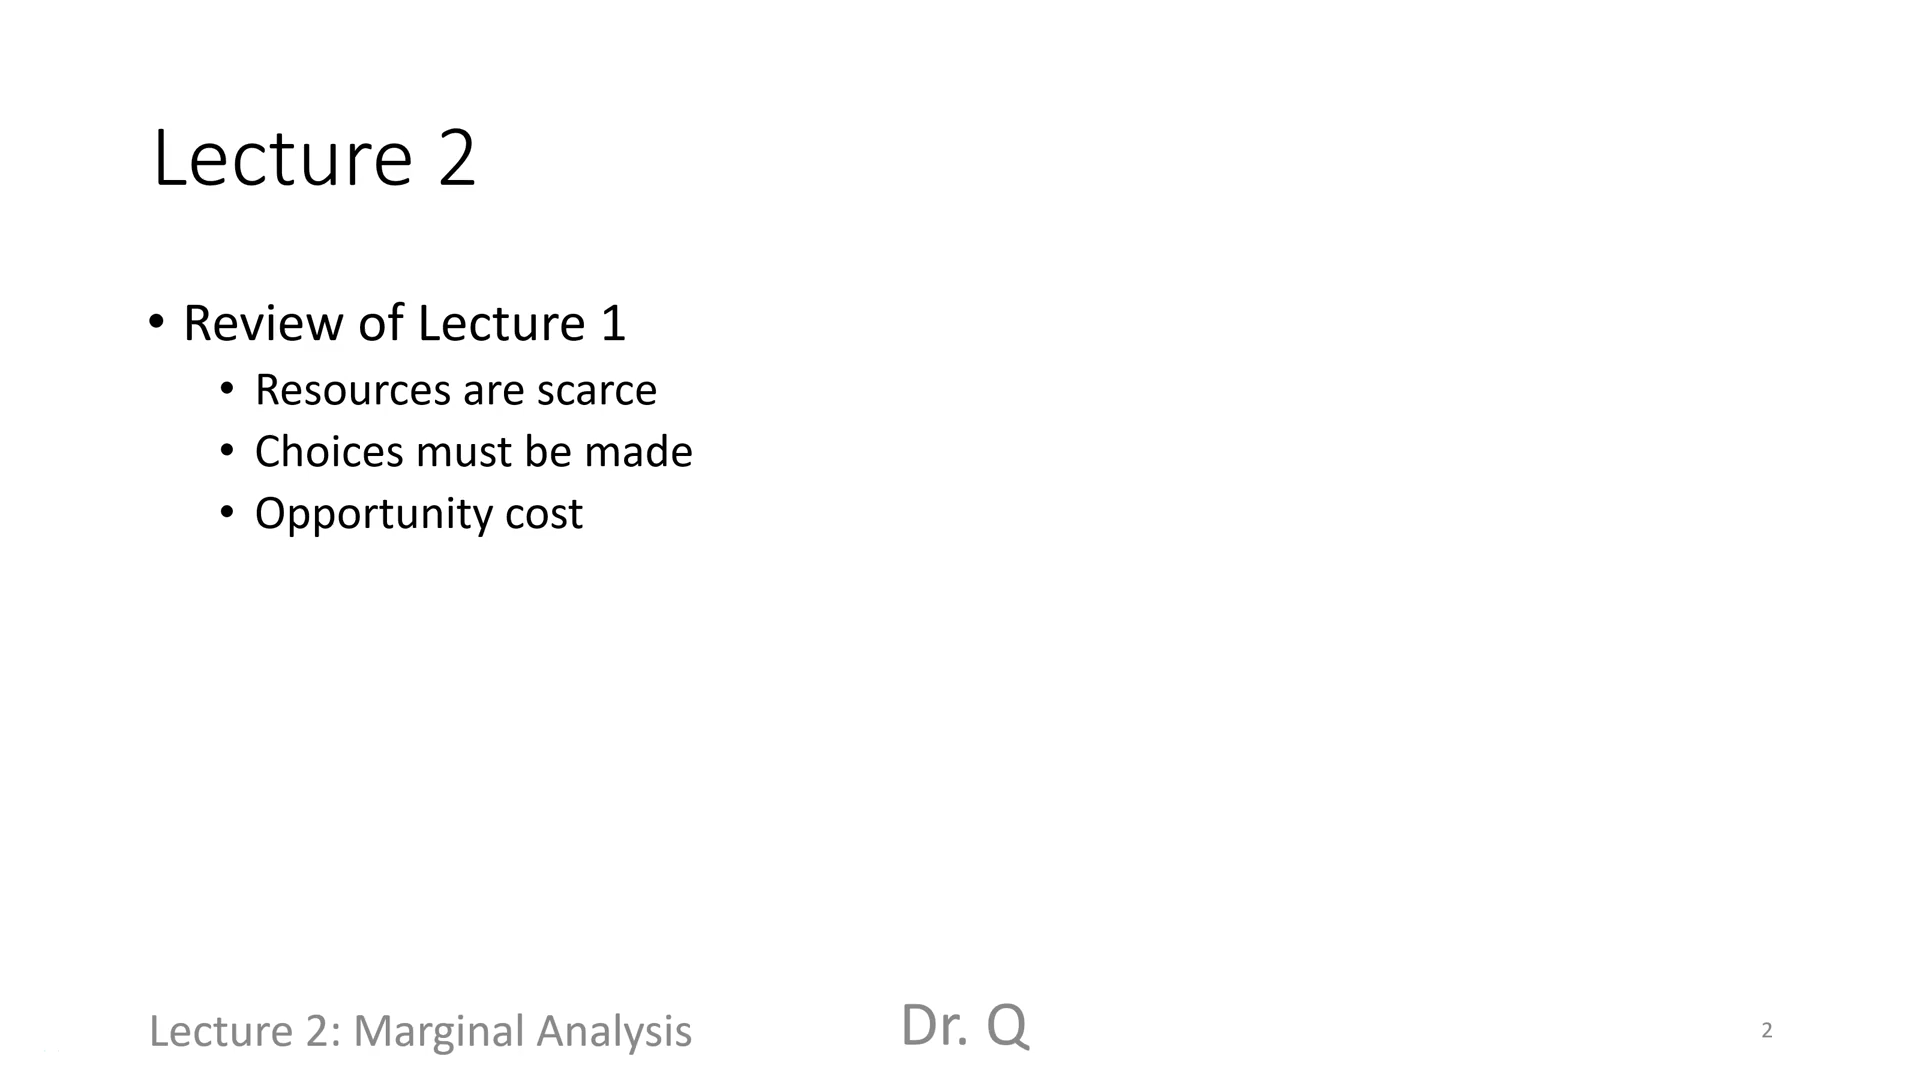 Lecture 2
• Review of Lecture 1
• Resources are scarce
• Choices must be made
• Opportunity cost
Lecture 2: Marginal Analysis
Dr. Q
2